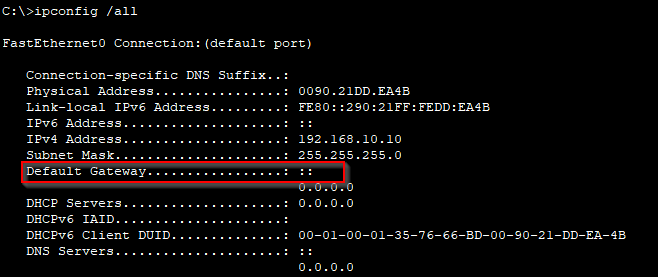 C:\>ipconfig /all
FastEthernet0 Connection:(default port)
Connection-specific DNS Suffix..:
Physical Address................: 0090.21DD.EA4B
Link-local IPv6 Address.........: FE80::290:21FF:FEDD:EA4B
IPv6 Address....................: ::
IPv4 Address....................: 192.168.10.10
Subnet Mask.....................: 255.255.255.0
Default Gateway.................: ::
0.0.0.0
DHCP Servers....................: 0.0.0.0
DHCPv6 IAID.....................:
DHCPv6 Client DUID..............: 00-01-00-01-35-76-66-BD-00-90-21-DD-EA-4B
DNS Servers.....................: ::
0.0.0.0